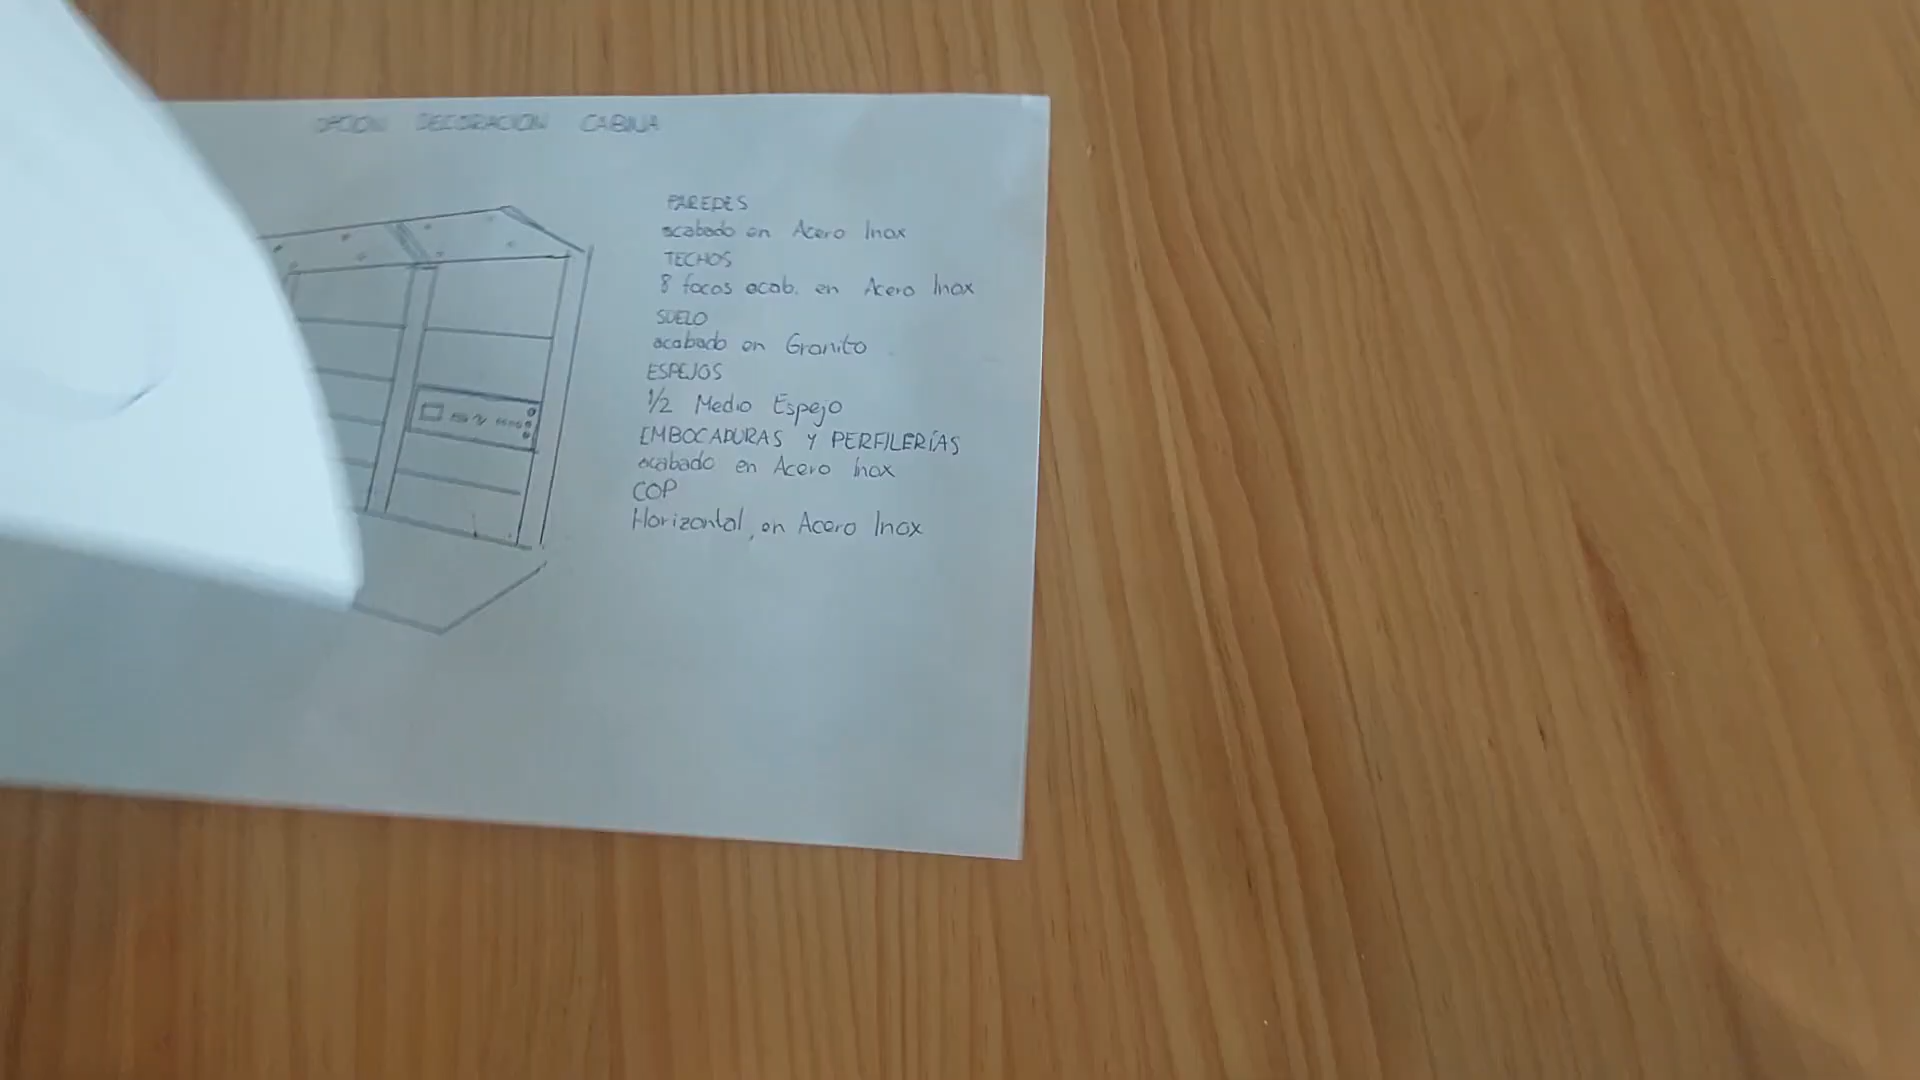 OPCION DECORACION CABINA
PAREDES
acabado en Acero Inox
TECHOS
8 focos acab. en Acero Inox
SUELO
acabado en Granito
ESPEJOS
1/2 Medio Espejo
EMBOCADURAS Y PERFILERÍAS
acabado en Acero Inox
COP
Horizontal, en Acero Inox